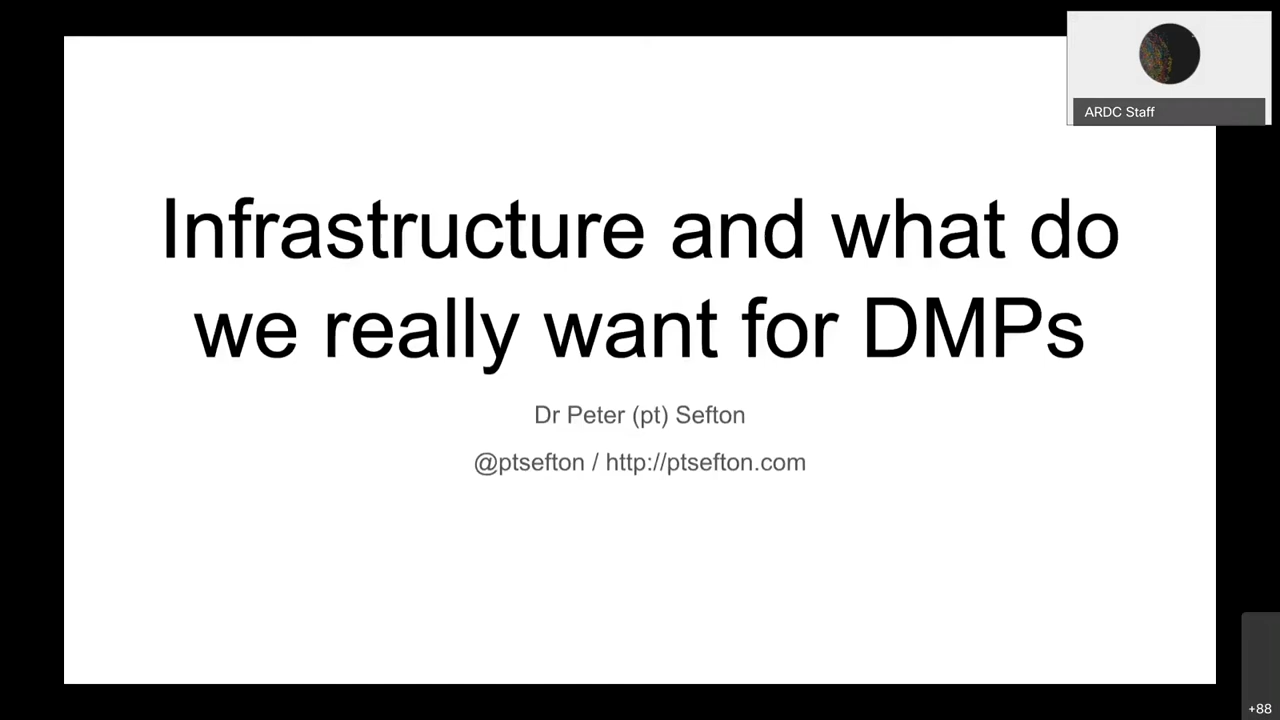 ARDC Staff
Infrastructure and what do
we really want for DMPs
Dr Peter (pt) Sefton
@ptsefton / http://ptsefton.com
+88